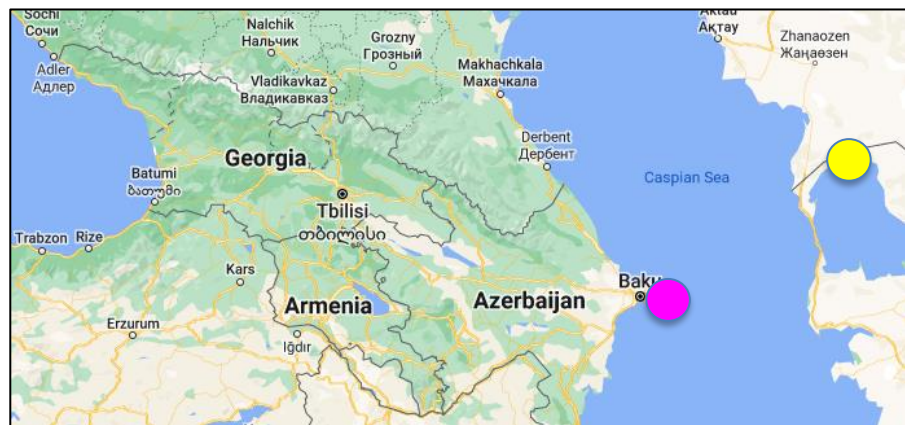 Sochi
Сочи
Adler
Адлер
Nalchik
Нальчик
Grozny
Грозный
Vladikavkaz
Владикавказ
Makhachkala
Махачкала
Aktau
Ақтау
Zhanaozen
Жаңаөзен
Derbent
Дербент
Georgia
Batumi
ბათუმი
Tbilisi
თბილისი
Caspian Sea
Trabzon
Rize
Kars
Armenia
Azerbaijan
Baku
Erzurum
Iğdır